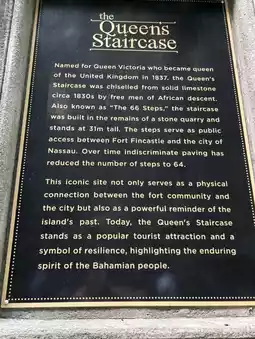 the
Queen's
Staircase
Named for Queen Victoria who became queen
of the United Kingdom in 1837, the Queen's
Staircase was chiselled from solid limestone
circa 1830s by free men of African descent.
Also known as "The 66 Steps," the staircase
was built in the remains of a stone quarry and
stands at 31m tall. The steps serve as public
access between Fort Fincastle and the city of
Nassau. Over time indiscriminate paving has
reduced the number of steps to 64.
This iconic site not only serves as a physical
connection between the fort community and
the city but also as a powerful reminder of the
island's past. Today, the Queen's Staircase
stands as a popular tourist attraction and a
symbol of resilience, highlighting the enduring
spirit of the Bahamian people.